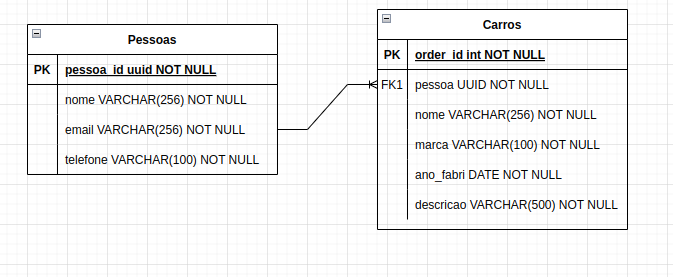 Pessoas
PK pessoa_id uuid NOT NULL
nome VARCHAR(256) NOT NULL
email VARCHAR(256) NOT NULL
telefone VARCHAR(100) NOT NULL
Carros
PK order_id int NOT NULL
FK1 pessoa UUID NOT NULL
nome VARCHAR(256) NOT NULL
marca VARCHAR(100) NOT NULL
ano_fabri DATE NOT NULL
descricao VARCHAR(500) NOT NULL